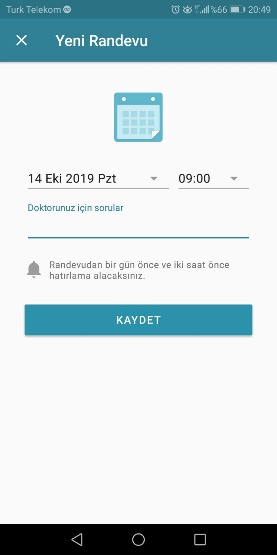 Turk Telekom
%66 20:49
Yeni Randevu
14 Eki 2019 Pzt 09:00
Doktorunuz için sorular
Randevudan bir gün önce ve iki saat önce
hatırlama alacaksınız.
KAYDET